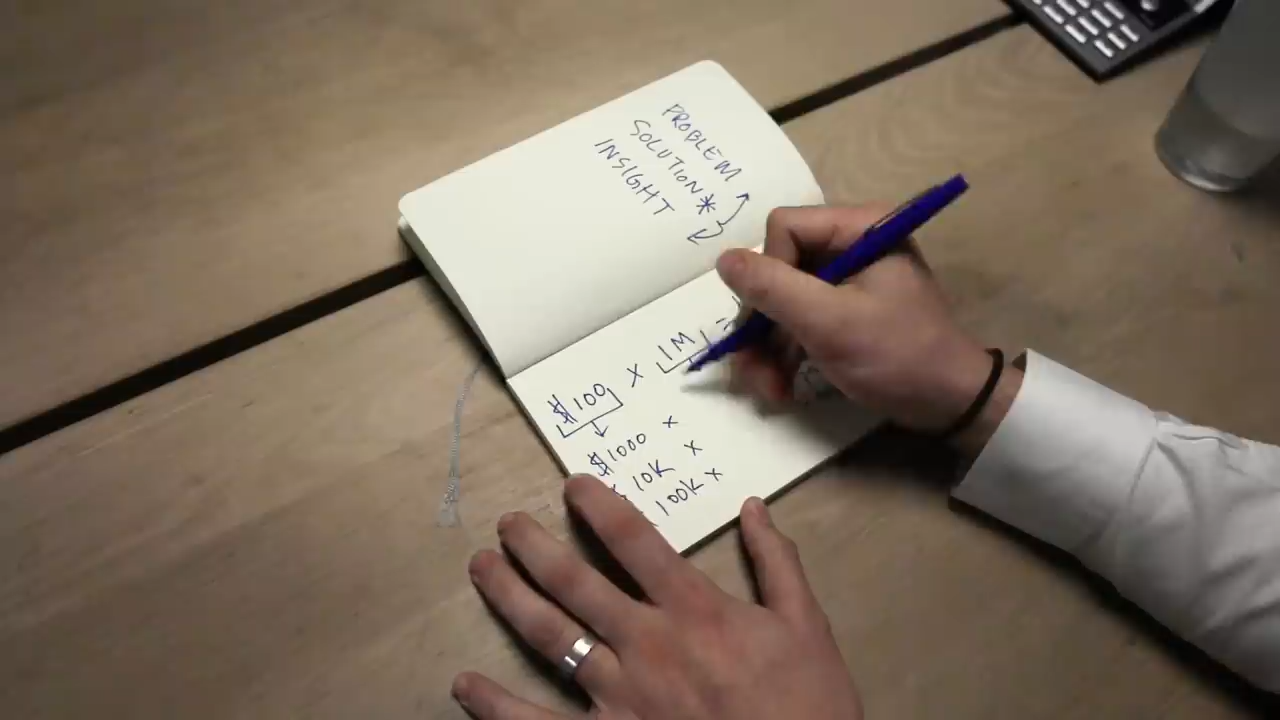 PROBLEM
SOLUTION*
INSIGHT
$100 x 1M =
$1000 x
10K x
100K x